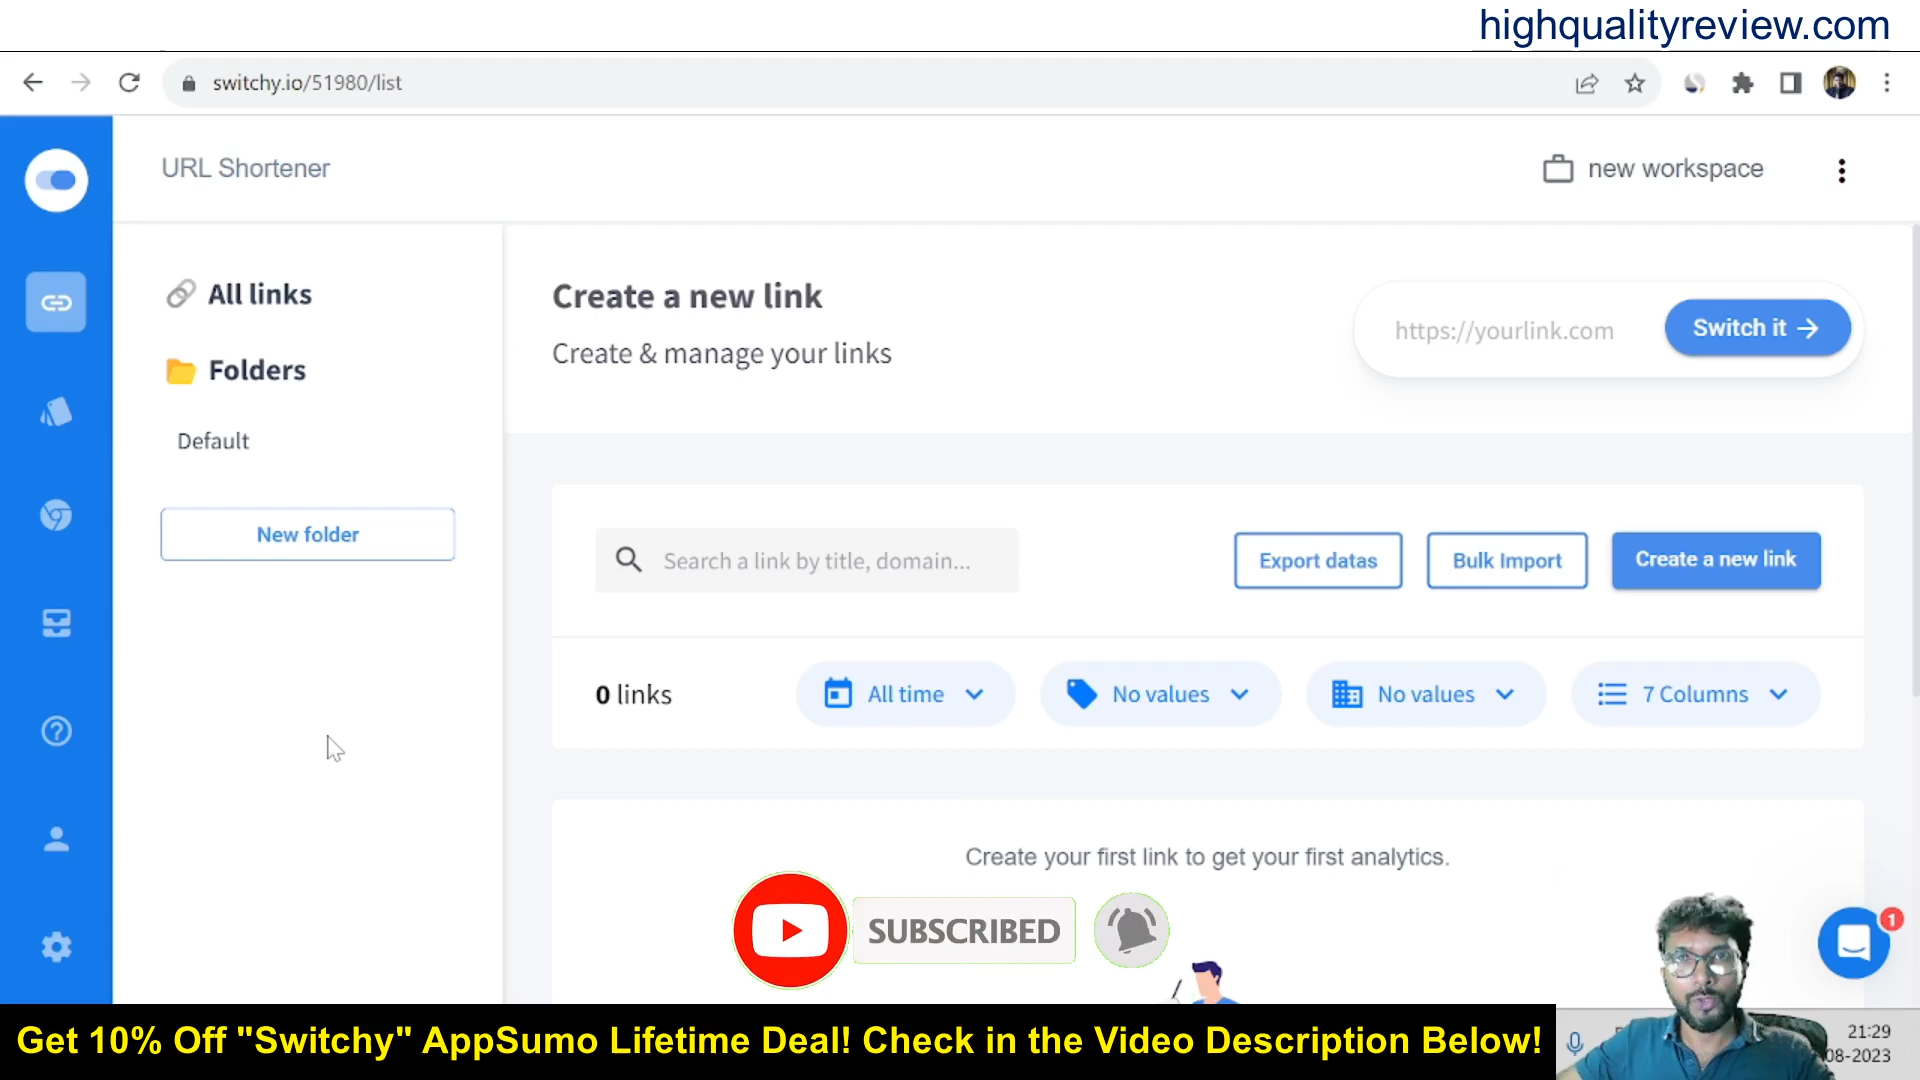 highqualityreview.com
switchy.io/51980/list
URL Shortener
new workspace
All links
Folders
Default
New folder
Create a new link
Create & manage your links
https://yourlink.com
Switch it
Search a link by title, domain...
Export datas
Bulk Import
Create a new link
0 links
All time
No values
No values
7 Columns
Create your first link to get your first analytics.
SUBSCRIBED
1
Get 10% Off "Switchy" AppSumo Lifetime Deal! Check in the Video Description Below!
21:29
08-2023